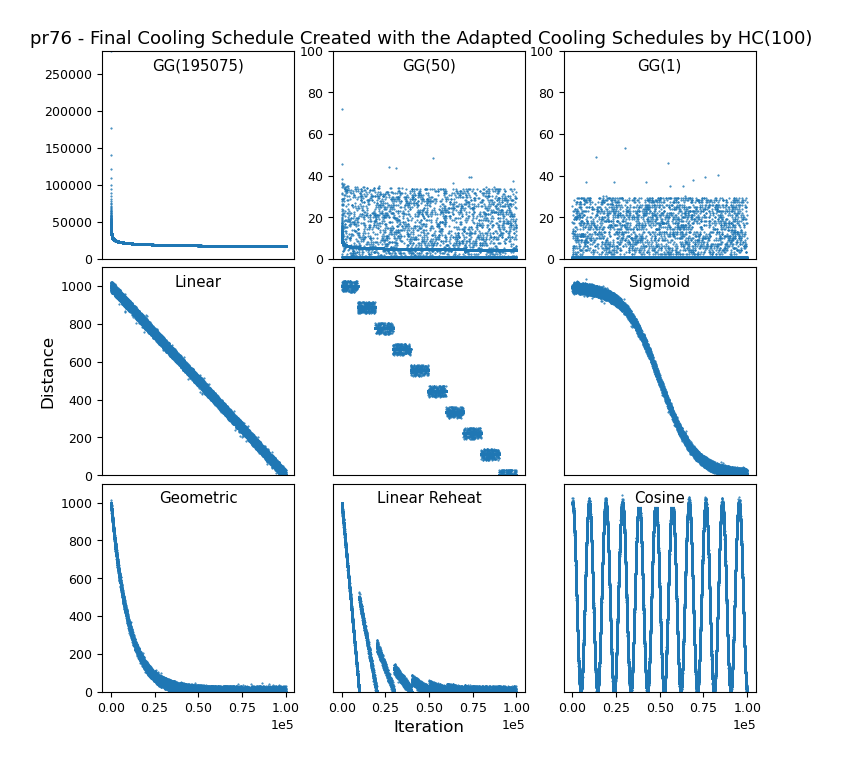 pr76 - Final Cooling Schedule Created with the Adapted Cooling Schedules by HC(100)
GG(195075)
GG(50)
GG(1)
250000
200000
150000
100000
50000
0
100
80
60
40
20
0
100
80
60
40
20
0
Distance
Linear
Staircase
Sigmoid
1000
800
600
400
200
0
Geometric
Linear Reheat
Cosine
1000
800
600
400
200
0
0.00 0.25 0.50 0.75 1.00
1e5
0.00 0.25 0.50 0.75 1.00
1e5
0.00 0.25 0.50 0.75 1.00
1e5
Iteration